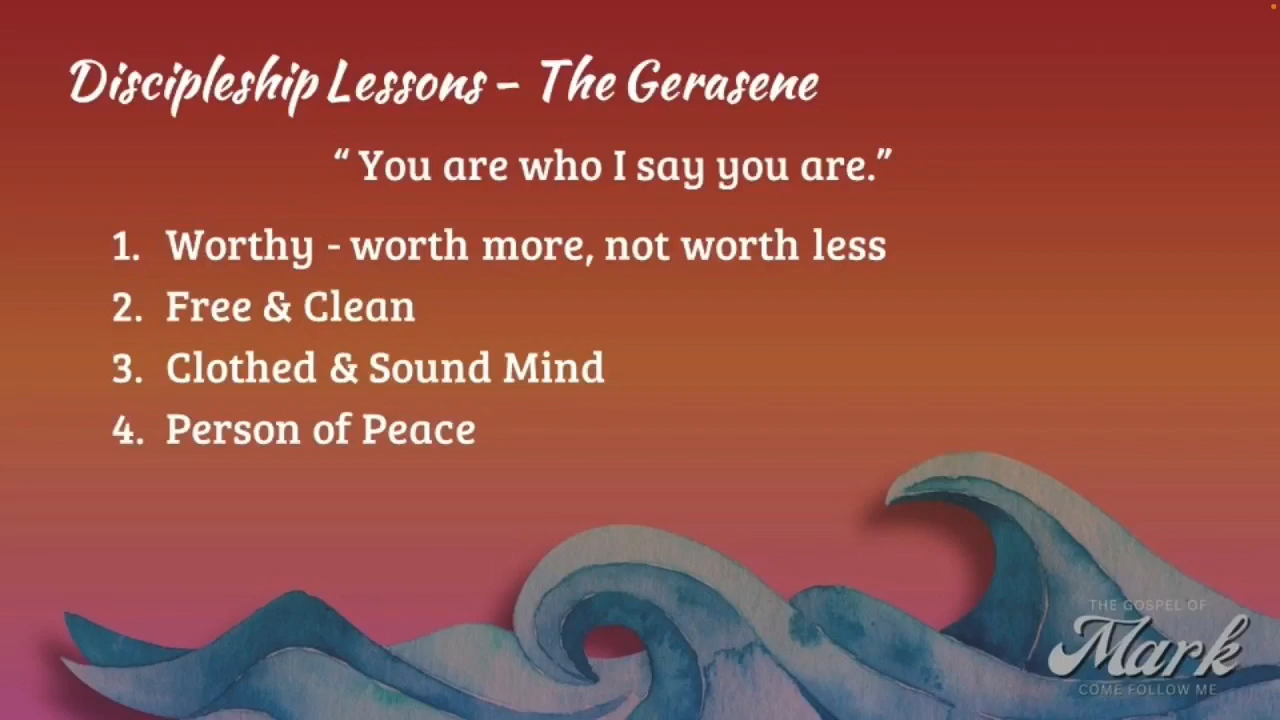 Discipleship Lessons – The Gerasene
“ You are who I say you are.”
1. Worthy - worth more, not worth less
2. Free & Clean
3. Clothed & Sound Mind
4. Person of Peace
THE GOSPEL OF
Mark
COME FOLLOW ME